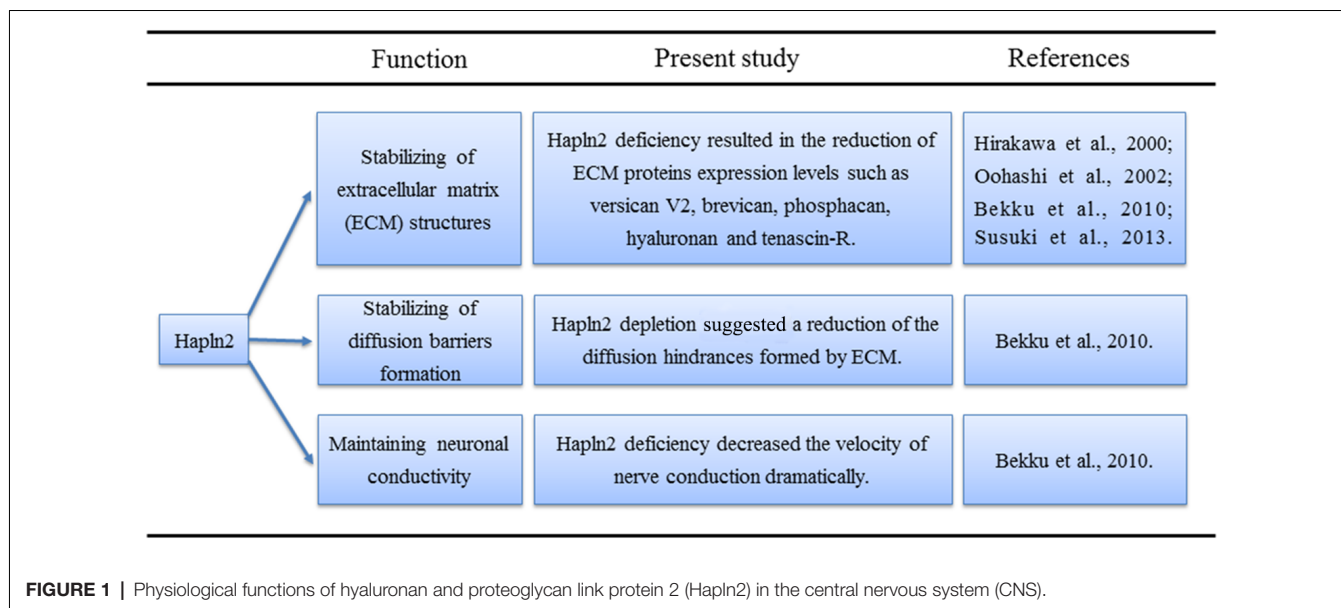 Function Present study References
Hapln2
Stabilizing of
extracellular matrix
(ECM) structures
Hapln2 deficiency resulted in the reduction of
ECM proteins expression levels such as
versican V2, brevican, phosphacan,
hyaluronan and tenascin-R.
Hirakawa et al., 2000;
Oohashi et al., 2002;
Bekku et al., 2010;
Susuki et al., 2013.
Stabilizing of
diffusion barriers
formation
Hapln2 depletion suggested a reduction of the
diffusion hindrances formed by ECM.
Bekku et al., 2010.
Maintaining neuronal
conductivity
Hapln2 deficiency decreased the velocity of
nerve conduction dramatically.
Bekku et al., 2010.
FIGURE 1 | Physiological functions of hyaluronan and proteoglycan link protein 2 (Hapln2) in the central nervous system (CNS).